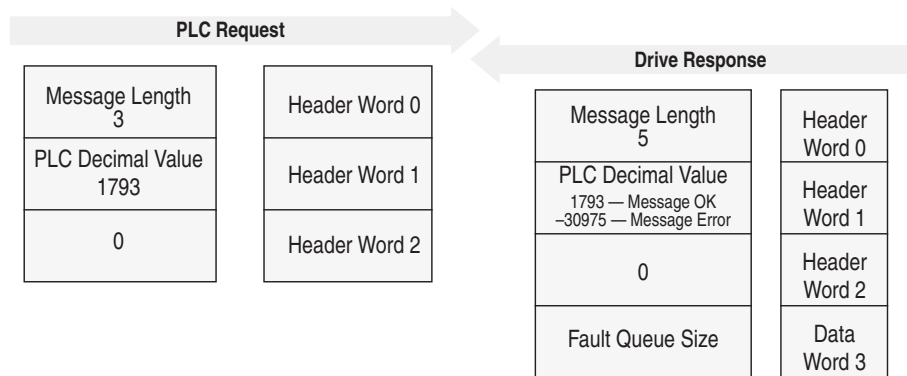 PLC Request
Message Length
3
Header Word 0
PLC Decimal Value
1793
Header Word 1
0
Header Word 2
Drive Response
Message Length
5
Header
Word 0
PLC Decimal Value
1793 — Message OK
–30975 — Message Error
Header
Word 1
0
Header
Word 2
Fault Queue Size
Data
Word 3